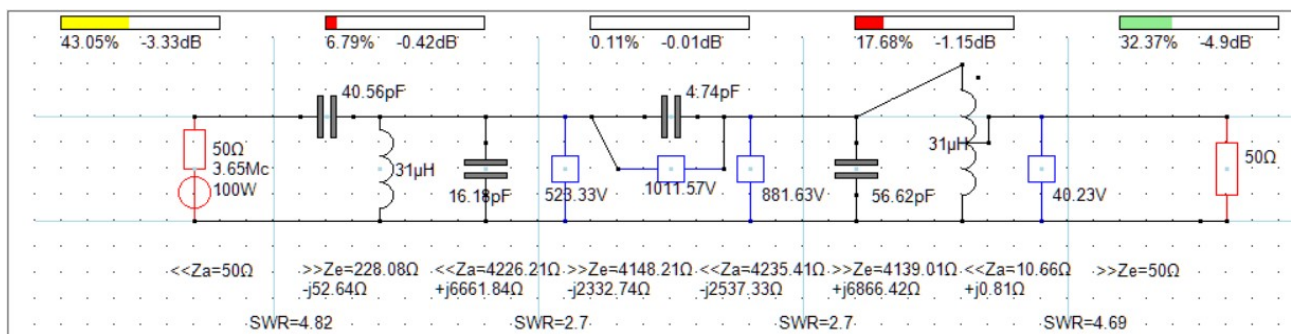 43.05% -3.33dB
6.79% -0.42dB
0.11% -0.01dB
17.68% -1.15dB
32.37% -4.9dB
40.56pF
4.74pF
50Ω
3.65Mc
100W
31µH
16.18pF
523.33V
1011.57V
881.63V
56.62pF
31µH
40.23V
50Ω
<<Za=50Ω
>>Ze=228.08Ω
-j52.64Ω
<<Za=4226.21Ω
+j6661.84Ω
>>Ze=4148.21Ω
-j2332.74Ω
<<Za=4235.41Ω
-j2537.33Ω
>>Ze=4139.01Ω
+j6866.42Ω
<<Za=10.66Ω
+j0.81Ω
>>Ze=50Ω
SWR=4.82
SWR=2.7
SWR=2.7
SWR=4.69